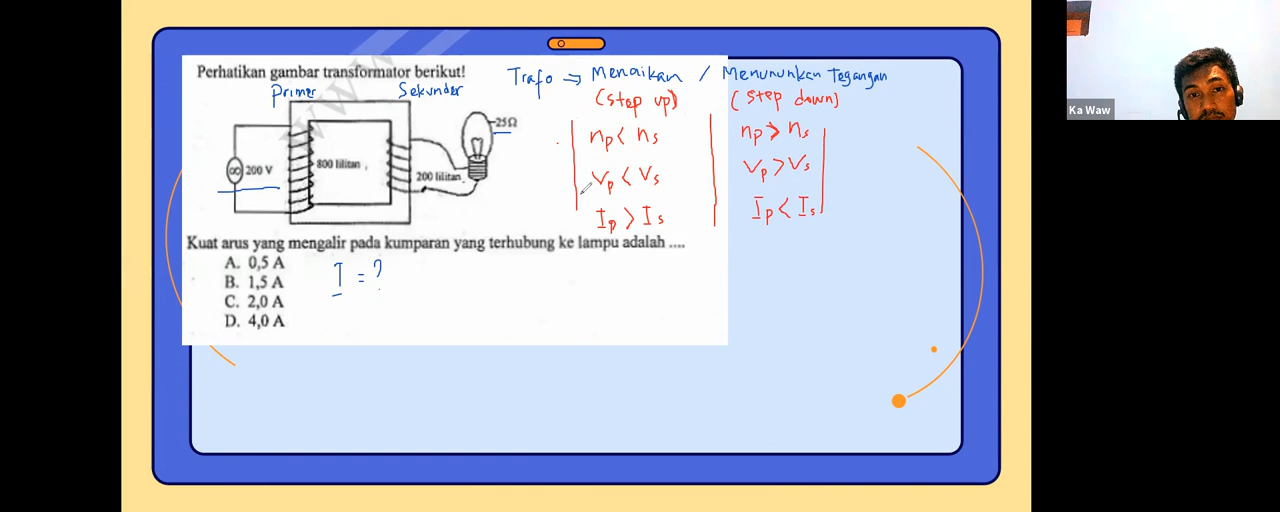 Perhatikan gambar transformator berikut!
Primer
Sekunder
25Ω
200 V
800 lilitan
200 lilitan
Kuat arus yang mengalir pada kumparan yang terhubung ke lampu adalah ....
A. 0,5 A
B. 1,5 A
C. 2,0 A
D. 4,0 A
I = ?
Trafo => Menaikan / Menurunkan Tegangan
(step up)
(step down)
np < ns
np > ns
Vp < Vs
Vp > Vs
Ip > Is
Ip < Is
Ka Waw